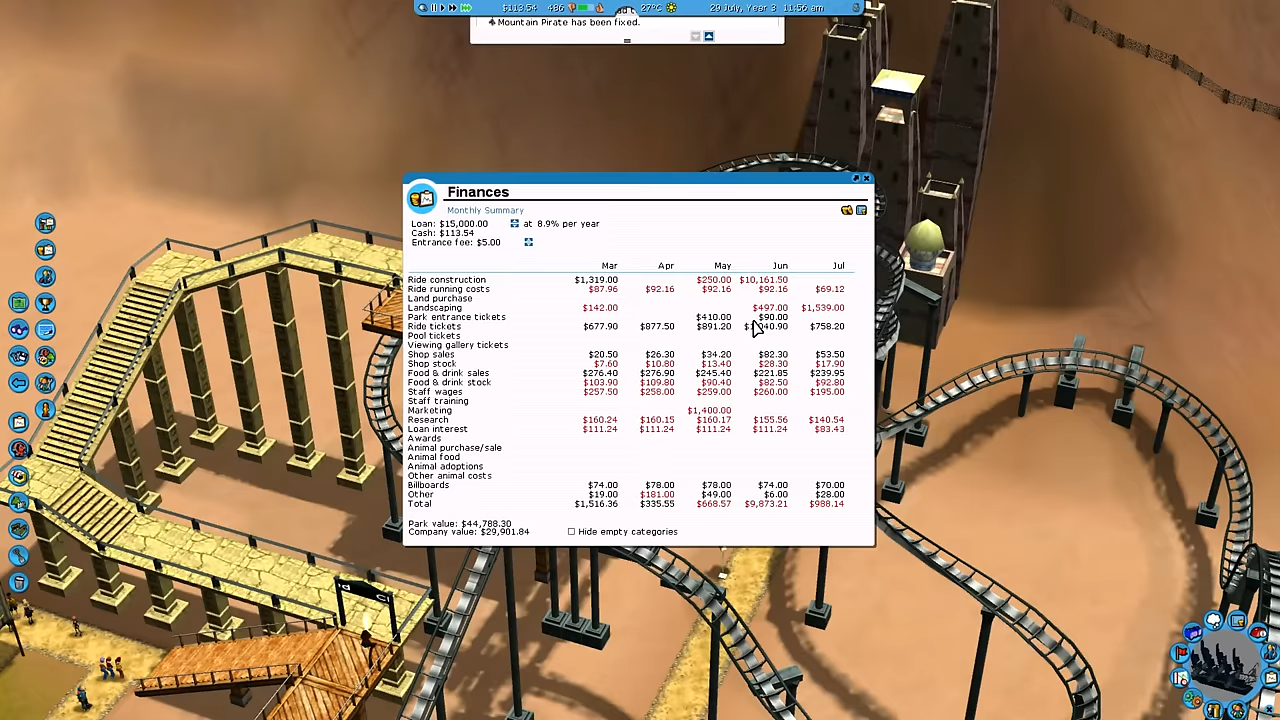 $113.54 486 27°C 29 July, Year 3 11:56 am
Mountain Pirate has been fixed.
Finances
Monthly Summary
Loan: $15,000.00 at 8.9% per year
Cash: $113.54
Entrance fee: $5.00
Mar Apr May Jun Jul
Ride construction $1,319.00 $250.00 $10,161.50
Ride running costs $87.96 $92.16 $92.16 $92.16 $69.12
Land purchase
Landscaping $142.00 $497.00 $1,539.00
Park entrance tickets $410.00 $90.00
Ride tickets $677.90 $877.50 $891.20 $758.20
Pool tickets
Viewing gallery tickets
Shop sales $20.50 $26.30 $34.20 $82.30 $53.50
Shop stock $7.60 $10.80 $13.40 $28.30 $17.90
Food & drink sales $276.40 $276.90 $245.40 $221.85 $239.95
Food & drink stock $103.90 $109.80 $90.40 $82.50 $92.80
Staff wages $257.50 $258.00 $259.00 $260.00 $195.00
Staff training
Marketing $1,400.00
Research $160.24 $160.15 $160.17 $155.56 $140.54
Loan interest $111.24 $111.24 $111.24 $111.24 $83.43
Awards
Animal purchase/sale
Animal food
Animal adoptions
Other animal costs
Billboards $74.00 $78.00 $78.00 $74.00 $70.00
Other $19.00 $181.00 $49.00 $6.00 $28.00
Total $1,516.36 $335.55 $668.57 $9,873.21 $988.14
Park value: $44,788.30
Company value: $29,901.84
Hide empty categories